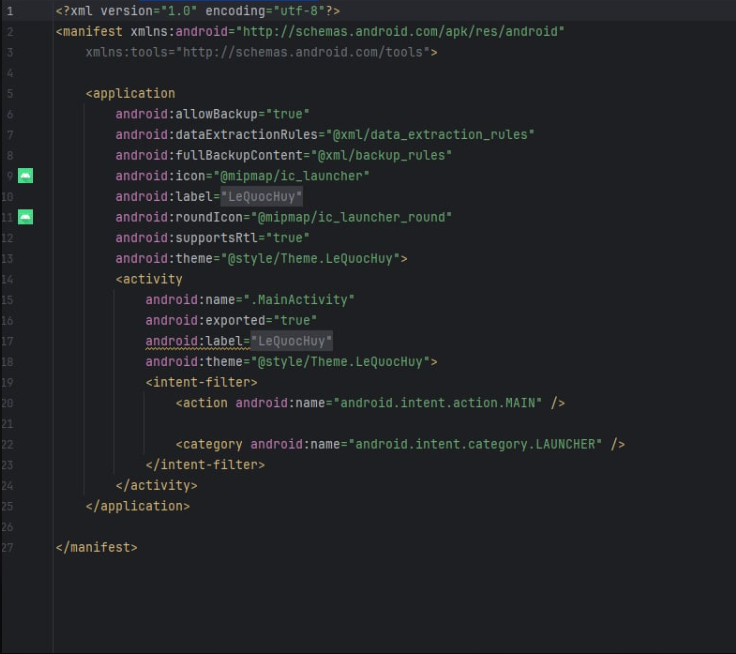 1 <?xml version="1.0" encoding="utf-8"?>
2 <manifest xmlns:android="http://schemas.android.com/apk/res/android"
3     xmlns:tools="http://schemas.android.com/tools">
4
5     <application
6         android:allowBackup="true"
7         android:dataExtractionRules="@xml/data_extraction_rules"
8         android:fullBackupContent="@xml/backup_rules"
9         android:icon="@mipmap/ic_launcher"
10         android:label="LeQuocHuy"
11         android:roundIcon="@mipmap/ic_launcher_round"
12         android:supportsRtl="true"
13         android:theme="@style/Theme.LeQuocHuy">
14         <activity
15             android:name=".MainActivity"
16             android:exported="true"
17             android:label="LeQuocHuy"
18             android:theme="@style/Theme.LeQuocHuy">
19             <intent-filter>
20                 <action android:name="android.intent.action.MAIN" />
21
22                 <category android:name="android.intent.category.LAUNCHER" />
23             </intent-filter>
24         </activity>
25     </application>
26
27 </manifest>